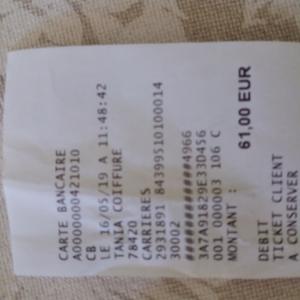 CARTE BANCAIRE
A0000000421010
CB
LE 16/05/19 A 11:48:42
TANIA COIFFURE
78420
CARRIERES
2931891 84399510100014
30002
############4966
3A7A91829E33D456
001 000003 106 C
MONTANT :
61,00 EUR
DEBIT
TICKET CLIENT
A CONSERVER